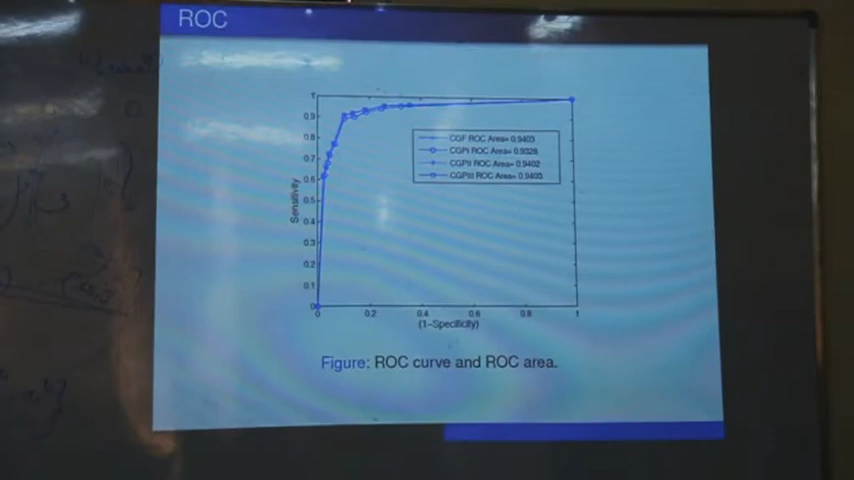 ROC
1
0.9
0.8
0.7
0.6
0.5
0.4
0.3
0.2
0.1
0
Sensitivity
CGF ROC Area= 0.9403
CGPI ROC Area= 0.9328
CGPII ROC Area= 0.9402
CGPIII ROC Area= 0.9403
0 0.2 0.4 0.6 0.8 1
(1-Specificity)
Figure: ROC curve and ROC area.